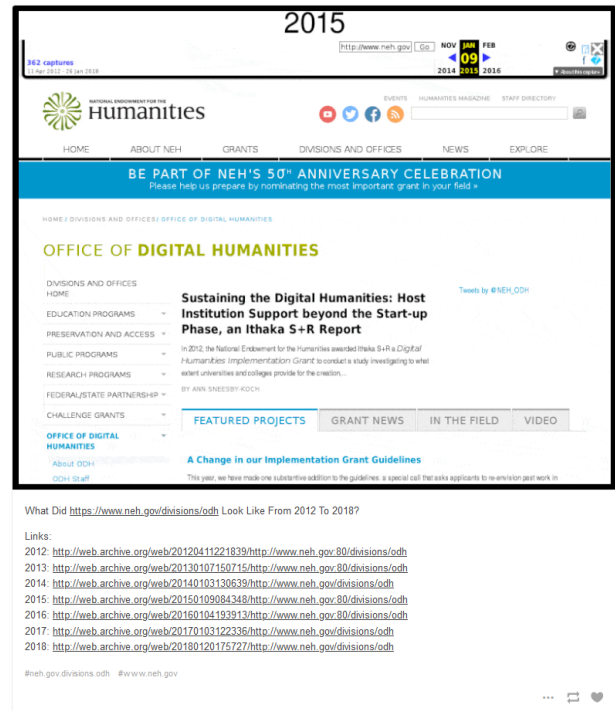 2015
http://www.neh.gov Go NOV JAN FEB
362 captures
11 Apr 2012 - 26 Jan 2019
09
2014 2015 2016
About this capture
NATIONAL ENDOWMENT FOR THE
Humanities
EVENTS HUMANITIES MAGAZINE STAFF DIRECTORY
HOME ABOUT NEH GRANTS DIVISIONS AND OFFICES NEWS EXPLORE
BE PART OF NEH'S 50TH ANNIVERSARY CELEBRATION
Please help us prepare by nominating the most important grant in your field »
HOME / DIVISIONS AND OFFICES / OFFICE OF DIGITAL HUMANITIES
OFFICE OF DIGITAL HUMANITIES
DIVISIONS AND OFFICES
HOME
EDUCATION PROGRAMS
PRESERVATION AND ACCESS
PUBLIC PROGRAMS
RESEARCH PROGRAMS
FEDERAL/STATE PARTNERSHIP
CHALLENGE GRANTS
OFFICE OF DIGITAL
HUMANITIES
About ODH
ODH Staff
Sustaining the Digital Humanities: Host
Institution Support beyond the Start-up
Phase, an Ithaka S+R Report
In 2012, the National Endowment for the Humanities awarded Ithaka S+R a Digital
Humanities Implementation Grant to conduct a study investigating to what
extent universities and colleges provide for the creation...
BY ANN SNEESBY-KOCH
Tweets by @NEH_ODH
FEATURED PROJECTS GRANT NEWS IN THE FIELD VIDEO
A Change in our Implementation Grant Guidelines
This year, we have made one substantive addition to the guidelines: a special call that asks applicants to re-envision past work in
What Did https://www.neh.gov/divisions/odh Look Like From 2012 To 2018?
Links:
2012: http://web.archive.org/web/20120411221839/http://www.neh.gov:80/divisions/odh
2013: http://web.archive.org/web/20130107150715/http://www.neh.gov:80/divisions/odh
2014: http://web.archive.org/web/20140103130639/http://www.neh.gov/divisions/odh
2015: http://web.archive.org/web/20150109084348/http://www.neh.gov:80/divisions/odh
2016: http://web.archive.org/web/20160104193913/http://www.neh.gov:80/divisions/odh
2017: http://web.archive.org/web/20170103122336/http://www.neh.gov/divisions/odh
2018: http://web.archive.org/web/20180120175727/http://www.neh.gov/divisions/odh
#neh.gov.divisions.odh #www.neh.gov